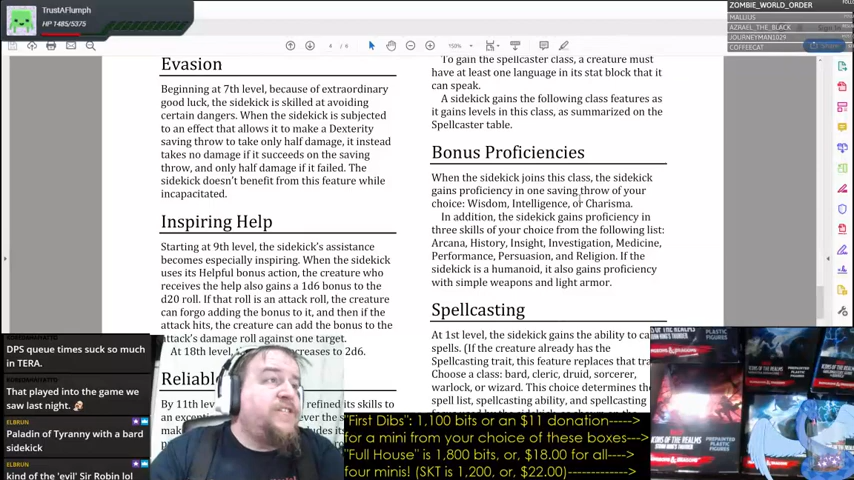 TrustAFlumph
HP 1485/5375
ZOMBIE_WORLD_ORDER
MALLIUS
AZRAEL_THE_BLACK
JOURNEYMAN1029
COFFEECAT
4 / 6
150%
Evasion
Beginning at 7th level, because of extraordinary
good luck, the sidekick is skilled at avoiding
certain dangers. When the sidekick is subjected
to an effect that allows it to make a Dexterity
saving throw to take only half damage, it instead
takes no damage if it succeeds on the saving
throw, and only half damage if it failed. The
sidekick doesn't benefit from this feature while
incapacitated.
Inspiring Help
Starting at 9th level, the sidekick's assistance
becomes especially inspiring. When the sidekick
uses its Helpful bonus action, the creature who
receives the help also gains a 1d6 bonus to the
d20 roll. If that roll is an attack roll, the creature
can forgo adding the bonus to it, and then if the
attack hits, the creature can add the bonus to the
attack's damage roll against one target.
At 18th level, creases to 2d6.
Reliabl
By 11th lev refined its skills to
an excepti ver the s
To gain the spellcaster class, a creature must
have at least one language in its stat block that it
can speak.
A sidekick gains the following class features as
it gains levels in this class, as summarized on the
Spellcaster table.
Bonus Proficiencies
When the sidekick joins this class, the sidekick
gains proficiency in one saving throw of your
choice: Wisdom, Intelligence, or Charisma.
In addition, the sidekick gains proficiency in
three skills of your choice from the following list:
Arcana, History, Insight, Investigation, Medicine,
Performance, Persuasion, and Religion. If the
sidekick is a humanoid, it also gains proficiency
with simple weapons and light armor.
Spellcasting
At 1st level, the sidekick gains the ability to ca
spells. (If the creature already has the
Spellcasting trait, this feature replaces that tra
Choose a class: bard, cleric, druid, sorcerer,
warlock, or wizard. This choice determines the
spell list, spellcasting ability, and spellcasting
DPS queue times suck so much
in TERA.
That played into the game we
saw last night.
ELBRUN
Paladin of Tyranny with a bard
sidekick
ELBRUN
kind of the 'evil' Sir Robin lol
"First Dibs": 1,100 bits or an $11 donation----->
for a mini from your choice of these boxes--->
"Full House" is 1,800 bits, or, $18.00 for all---->
four minis! (SKT is 1,200, or, $22.00)------------->